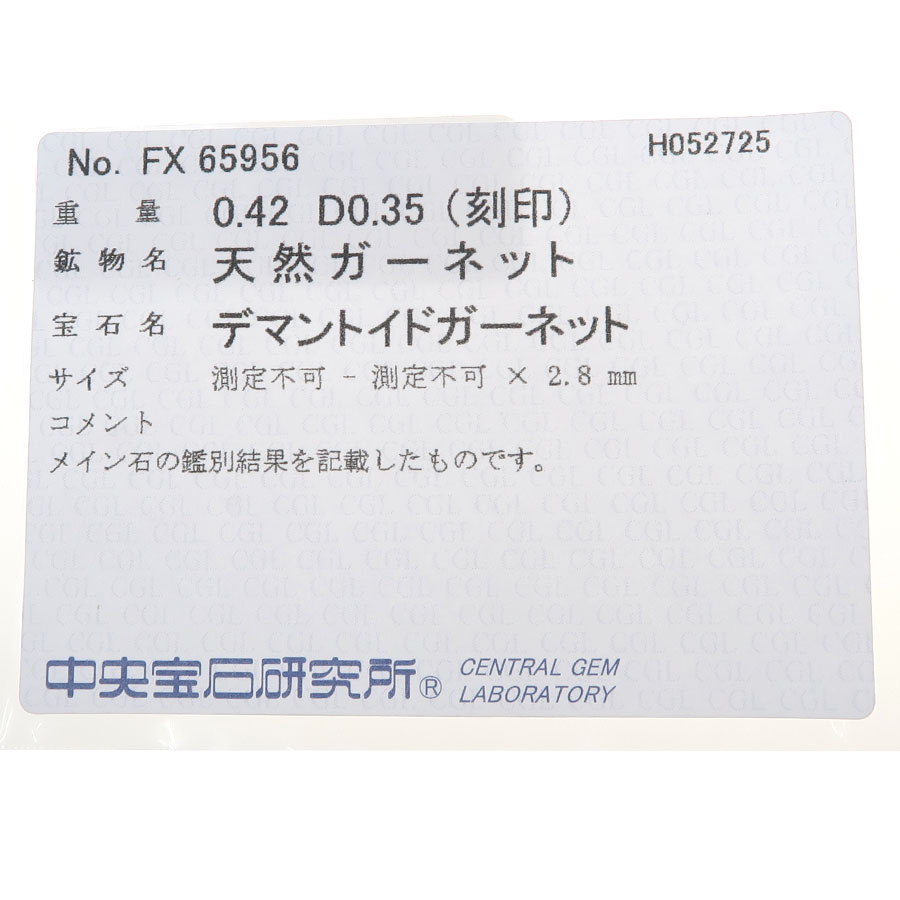 No. FX 65956 H052725
重量 0.42 D0.35 (刻印)
鉱物名 天然ガーネット
宝石名 デマントイドガーネット
サイズ 測定不可 - 測定不可 × 2.8 mm
コメント
メイン石の鑑別結果を記載したものです。
中央宝石研究所® CENTRAL GEM
LABORATORY